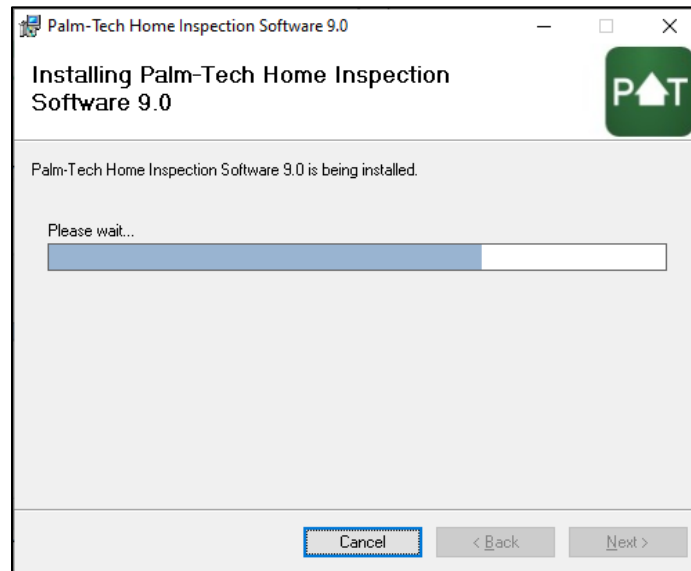 Palm-Tech Home Inspection Software 9.0
Installing Palm-Tech Home Inspection
Software 9.0
P T
Palm-Tech Home Inspection Software 9.0 is being installed.
Please wait...
Cancel
< Back
Next >